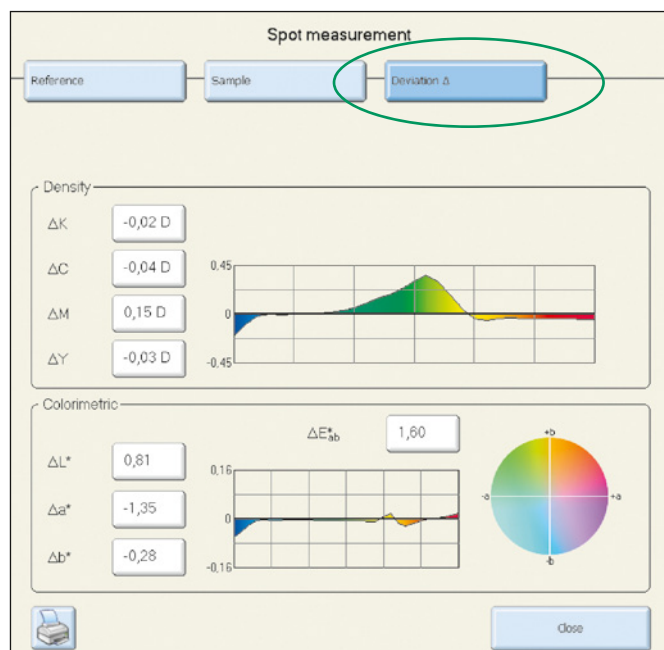 Spot measurement
Reference
Sample
Deviation Δ
Density
ΔK
-0,02 D
ΔC
-0,04 D
ΔM
0,15 D
ΔY
-0,03 D
0.45
0
-0.45
Colorimetric
ΔE*ab
1,60
ΔL*
0,81
Δa*
-1,35
Δb*
-0,28
0,16
0
-0,16
+b
-a
+a
-b
Close